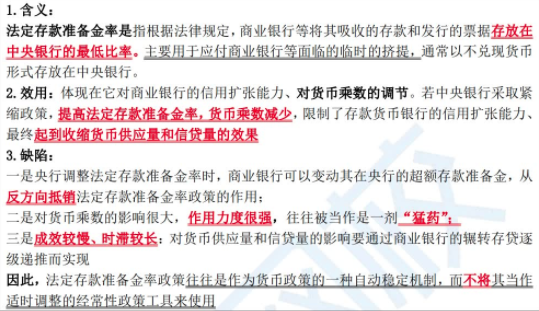 1.含义：
法定存款准备金率是指根据法律规定，商业银行等将其吸收的存款和发行的票据存放在
中央银行的最低比率。主要用于应付商业银行等面临的临时的挤提，通常以不兑现货币
形式存放在中央银行。
2.效用：体现在它对商业银行的信用扩张能力、对货币乘数的调节。若中央银行采取紧
缩政策，提高法定存款准备金率，货币乘数减少，限制了存款货币银行的信用扩张能力、
最终起到收缩货币供应量和信贷量的效果
3.缺陷：
一是央行调整法定存款准备金率时，商业银行可以变动其在央行的超额存款准备金，从
反方向抵销法定存款准备金率政策的作用；
二是对货币乘数的影响很大，作用力度很强，往往被当作是一剂“猛药”；
三是成效较慢、时滞较长：对货币供应量和信贷量的影响要通过商业银行的辗转存贷逐
级递推而实现
因此，法定存款准备金率政策往往是作为货币政策的一种自动稳定机制，而不将其当作
适时调整的经常性政策工具来使用